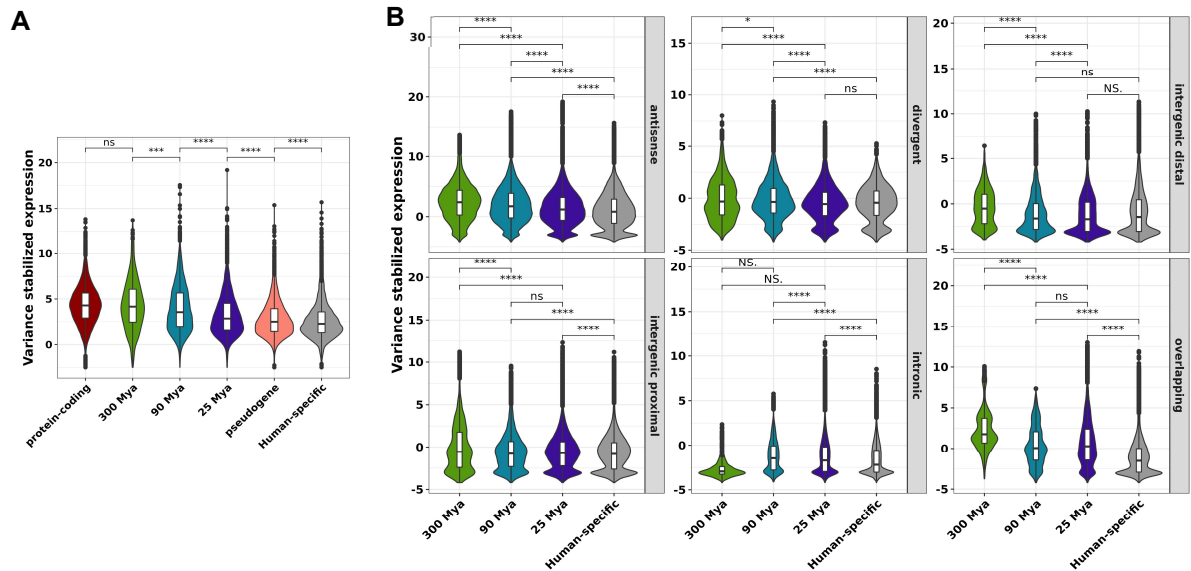 A
B
Variance stabilized expression
20
15
10
5
0
ns
***
****
****
****
protein-coding
300 Mya
90 Mya
25 Mya
pseudogene
Human-specific
Variance stabilized expression
30
20
10
0
****
****
****
****
****
antisense
15
10
5
0
-5
*
****
****
****
ns
divergent
20
15
10
5
0
-5
****
****
****
ns
NS.
intergenic distal
Variance stabilized expression
20
15
10
5
0
-5
****
****
ns
****
****
intergenic proximal
20
15
10
5
0
-5
NS.
NS.
****
****
****
intronic
20
15
10
5
0
-5
****
****
ns
****
****
overlapping
300 Mya
90 Mya
25 Mya
Human-specific
300 Mya
90 Mya
25 Mya
Human-specific
300 Mya
90 Mya
25 Mya
Human-specific